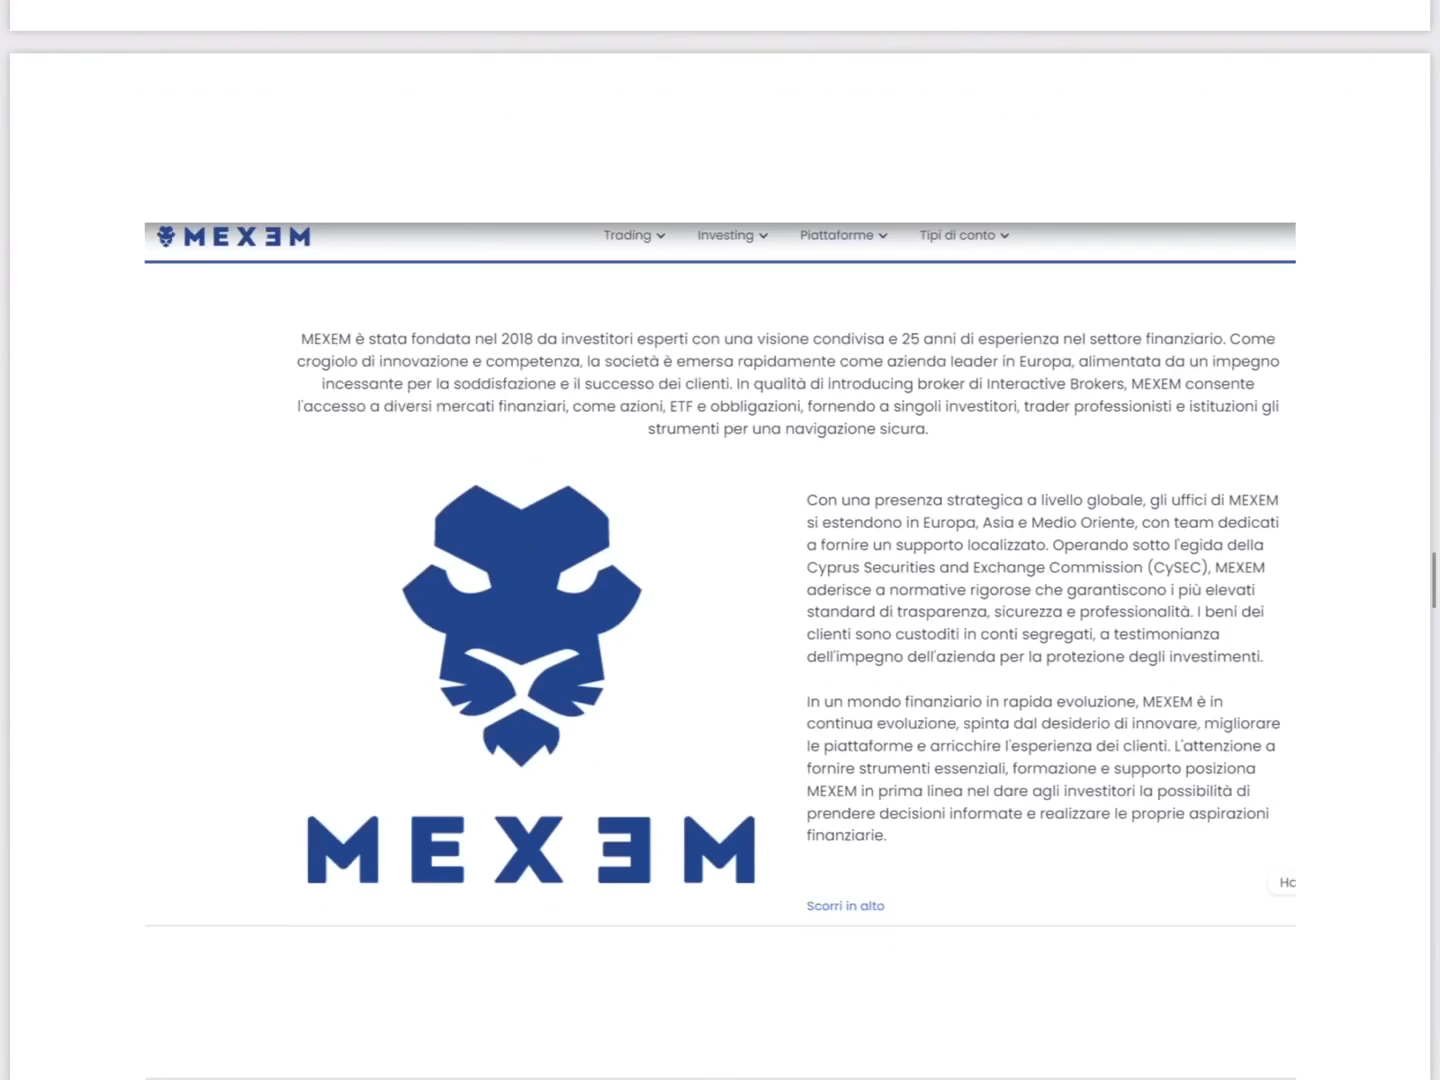 MEXEM
Trading
Investing
Piattaforme
Tipi di conto
MEXEM è stata fondata nel 2018 da investitori esperti con una visione condivisa e 25 anni di esperienza nel settore finanziario. Come
crogiolo di innovazione e competenza, la società è emersa rapidamente come azienda leader in Europa, alimentata da un impegno
incessante per la soddisfazione e il successo dei clienti. In qualità di introducing broker di Interactive Brokers, MEXEM consente
l'accesso a diversi mercati finanziari, come azioni, ETF e obbligazioni, fornendo a singoli investitori, trader professionisti e istituzioni gli
strumenti per una navigazione sicura.
MEXEM
Con una presenza strategica a livello globale, gli uffici di MEXEM
si estendono in Europa, Asia e Medio Oriente, con team dedicati
a fornire un supporto localizzato. Operando sotto l'egida della
Cyprus Securities and Exchange Commission (CySEC), MEXEM
aderisce a normative rigorose che garantiscono i più elevati
standard di trasparenza, sicurezza e professionalità. I beni dei
clienti sono custoditi in conti segregati, a testimonianza
dell'impegno dell'azienda per la protezione degli investimenti.
In un mondo finanziario in rapida evoluzione, MEXEM è in
continua evoluzione, spinta dal desiderio di innovare, migliorare
le piattaforme e arricchire l'esperienza dei clienti. L'attenzione a
fornire strumenti essenziali, formazione e supporto posiziona
MEXEM in prima linea nel dare agli investitori la possibilità di
prendere decisioni informate e realizzare le proprie aspirazioni
finanziarie.
Scorri in alto